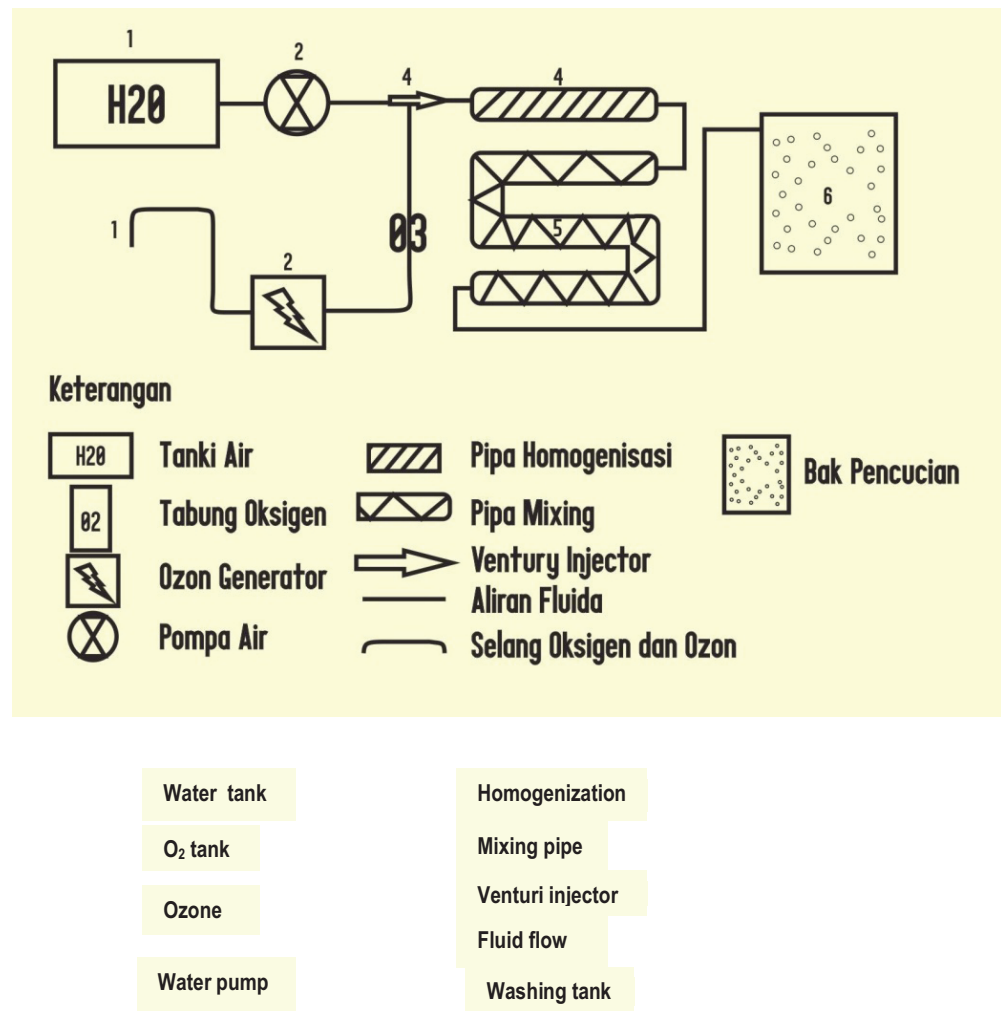 1
2
H20
4
4
6
1
03
5
2
Keterangan
H20
Tanki Air
02
Tabung Oksigen
Ozon Generator
Pompa Air
Pipa Homogenisasi
Pipa Mixing
Ventury Injector
Aliran Fluida
Selang Oksigen dan Ozon
Bak Pencucian
Water tank
O₂ tank
Ozone
Water pump
Homogenization
Mixing pipe
Venturi injector
Fluid flow
Washing tank